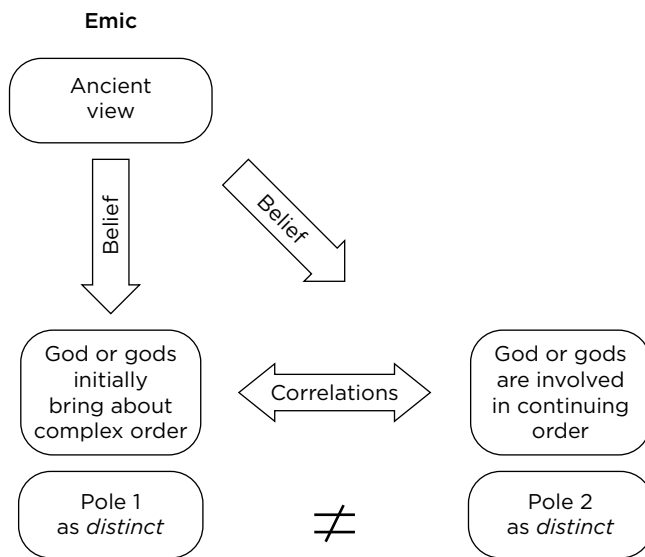 Emic
Ancient
view
Belief
Belief
God or gods
initially
bring about
complex order
Correlations
God or gods
are involved
in continuing
order
Pole 1
as distinct
≠
Pole 2
as distinct